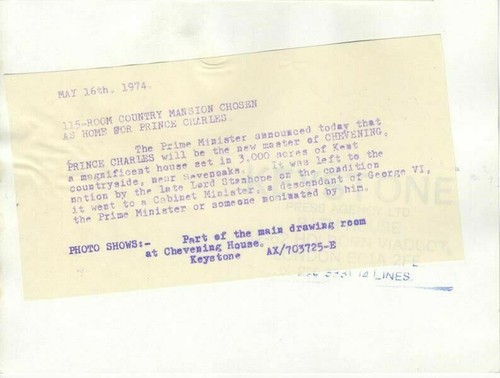 MAY 16th, 1974.
115-ROOM COUNTRY MANSION CHOSEN
AS HOME FOR PRINCE CHARLES.
The Prime Minister announced today that
PRINCE CHARLES will be the new master of CHEVENING,
a magnificent house set in 3,000 acres of Kent
countryside, near Sevenoaks. It was left to the
nation by the late Lord Stanhope on the condition
it went to a Cabinet Minister, a descendant of George VI,
the Prime Minister or someone nominated by him.
PHOTO SHOWS:- Part of the main drawing room
at Chevening House.
Keystone AX/703725-E
LINES